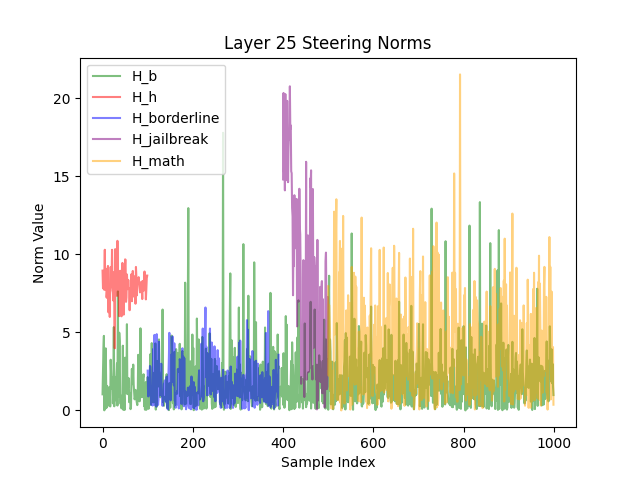 Layer 25 Steering Norms
H_b
H_h
H_borderline
H_jailbreak
H_math
Norm Value
20
15
10
5
0
0 200 400 600 800 1000
Sample Index